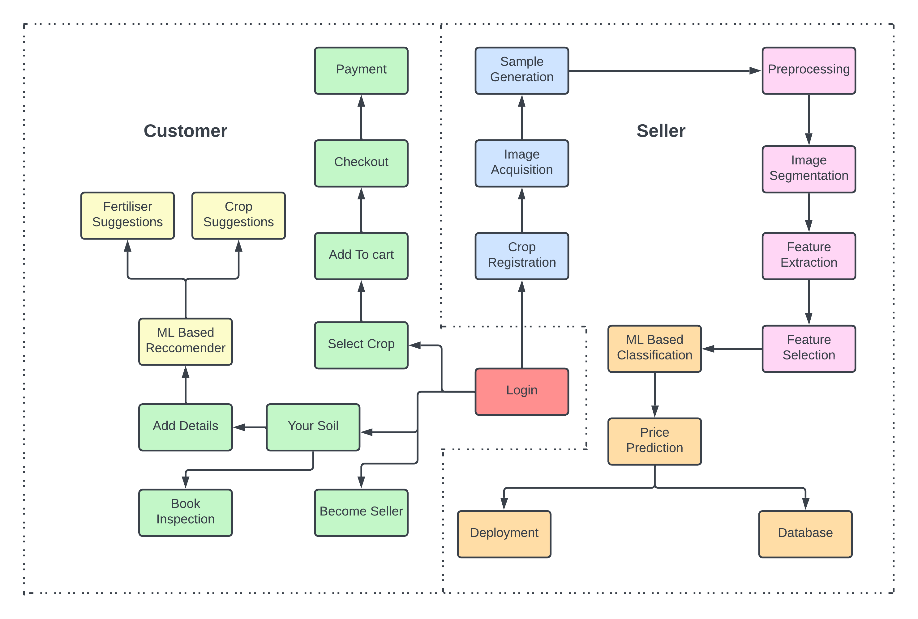 Customer
Payment
Checkout
Add To cart
Select Crop
Fertiliser
Suggestions
Crop
Suggestions
ML Based
Reccomender
Add Details
Your Soil
Book
Inspection
Become Seller
Login
Seller
Sample
Generation
Image
Acquisition
Crop
Registration
Preprocessing
Image
Segmentation
Feature
Extraction
Feature
Selection
ML Based
Classification
Price
Prediction
Deployment
Database